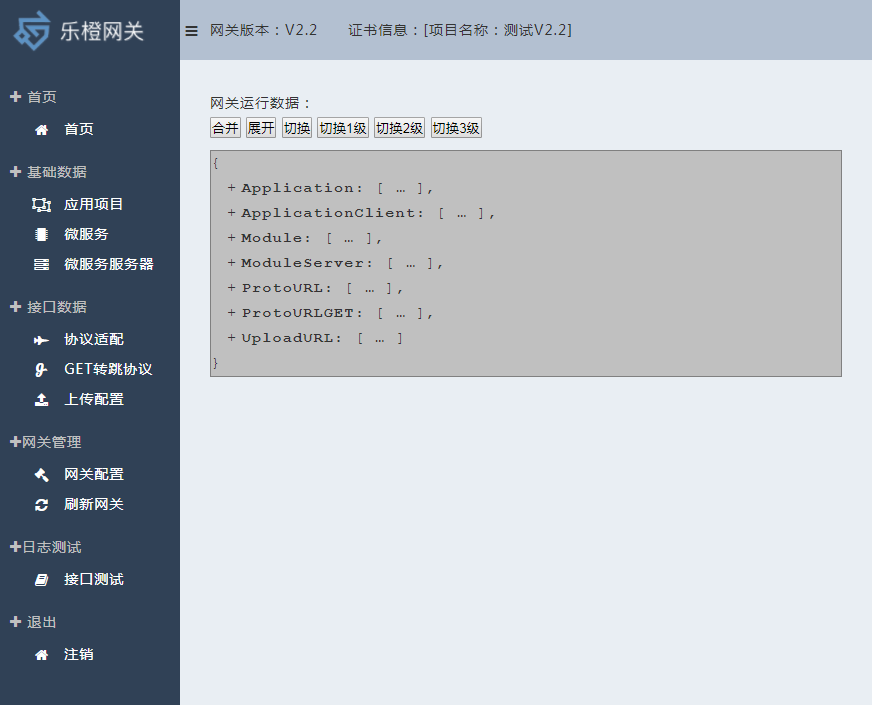 乐橙网关
网关版本：V2.2 证书信息：[项目名称：测试V2.2]
首页
首页
基础数据
应用项目
微服务
微服务服务器
接口数据
协议适配
GET转跳协议
上传配置
网关管理
网关配置
刷新网关
日志测试
接口测试
退出
注销
网关运行数据：
合并 展开 切换 切换1级 切换2级 切换3级
{
+ Application: [ … ],
+ ApplicationClient: [ … ],
+ Module: [ … ],
+ ModuleServer: [ … ],
+ ProtoURL: [ … ],
+ ProtoURLGET: [ … ],
+ UploadURL: [ … ]
}